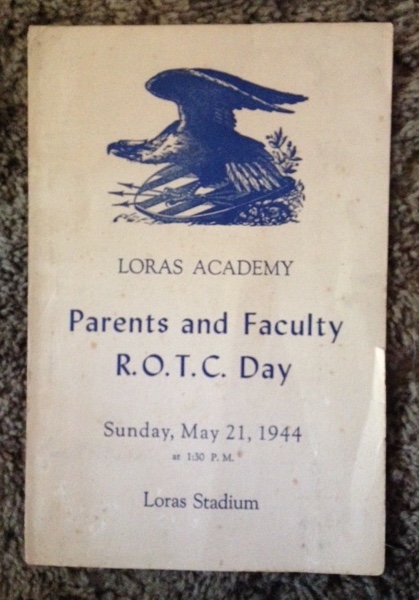 LORAS ACADEMY
Parents and Faculty
R.O.T.C. Day
Sunday, May 21, 1944
at 1:30 P. M.
Loras Stadium